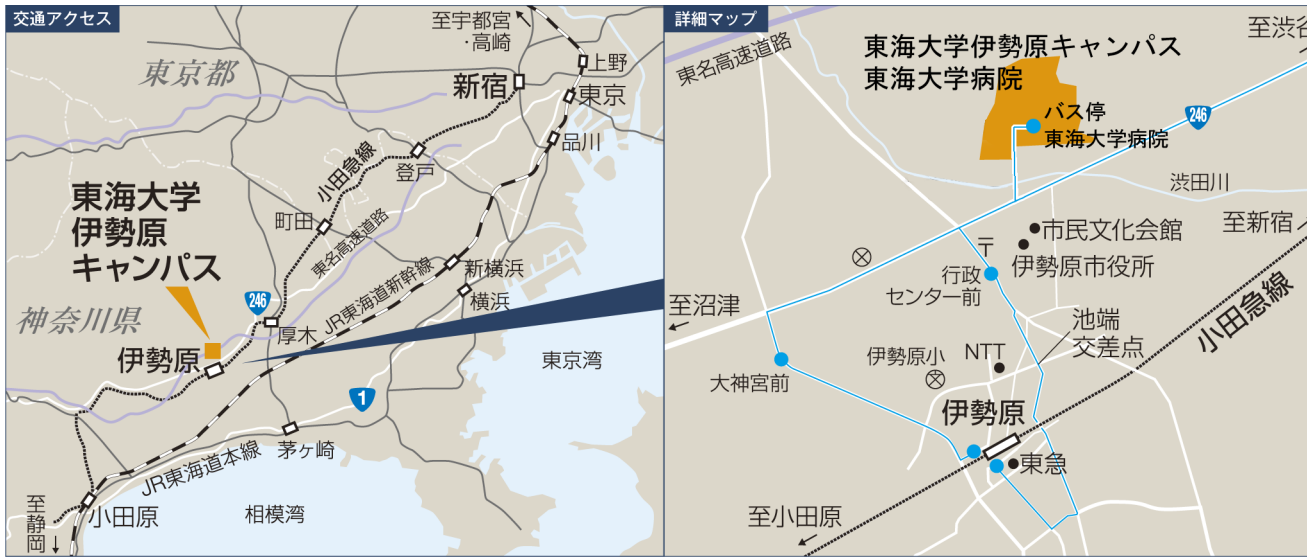 交通アクセス
至宇都宮
・高崎
上野
東京都
新宿
東京
品川
小田急線
登戸
東海大学
伊勢原
キャンパス
町田
東名高速道路
新横浜
JR東海道新幹線
横浜
246
神奈川県
厚木
伊勢原
東京湾
1
茅ヶ崎
JR東海道本線
小田原
相模湾
至静岡
詳細マップ
至渋谷
東名高速道路
東海大学伊勢原キャンパス
東海大学病院
246
バス停
東海大学病院
渋田川
市民文化会館
至新宿
伊勢原市役所
〒
行政
センター前
至沼津
小田急線
池端
交差点
NTT
伊勢原小
大神宮前
伊勢原
東急
至小田原